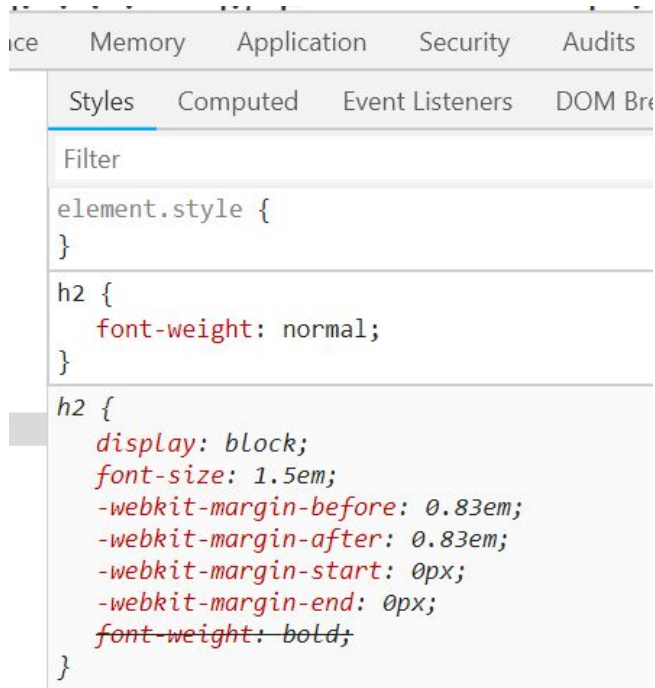 Memory Application Security Audits
Styles Computed Event Listeners DOM
Filter
element.style {
}
h2 {
font-weight: normal;
}
h2 {
display: block;
font-size: 1.5em;
-webkit-margin-before: 0.83em;
-webkit-margin-after: 0.83em;
-webkit-margin-start: 0px;
-webkit-margin-end: 0px;
font-weight: bold;
}